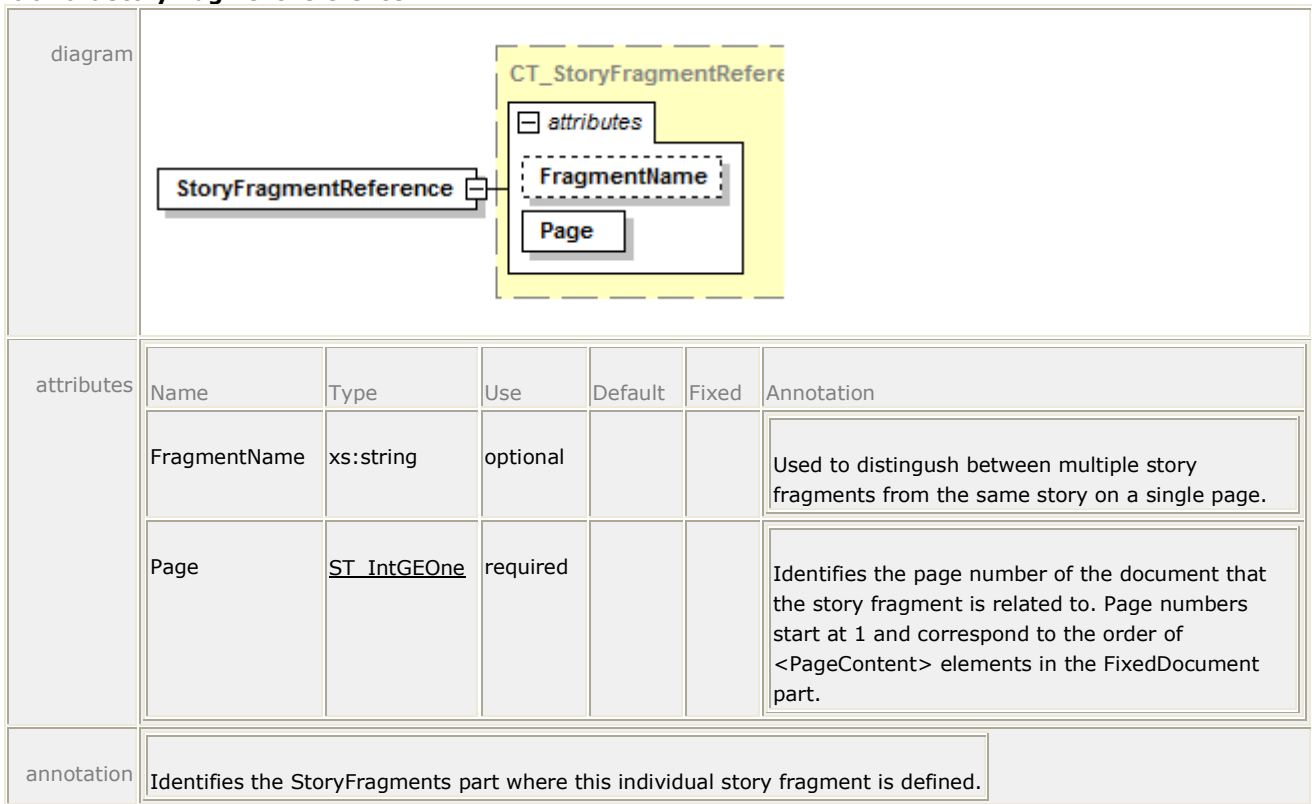 diagram
CT_StoryFragmentRefere
attributes
StoryFragmentReference
FragmentName
Page
attributes
Name Type Use Default Fixed Annotation
FragmentName xs:string optional
Used to distingush between multiple story
fragments from the same story on a single page.
Page ST_IntGEOne required
Identifies the page number of the document that
the story fragment is related to. Page numbers
start at 1 and correspond to the order of
<PageContent> elements in the FixedDocument
part.
annotation
Identifies the StoryFragments part where this individual story fragment is defined.